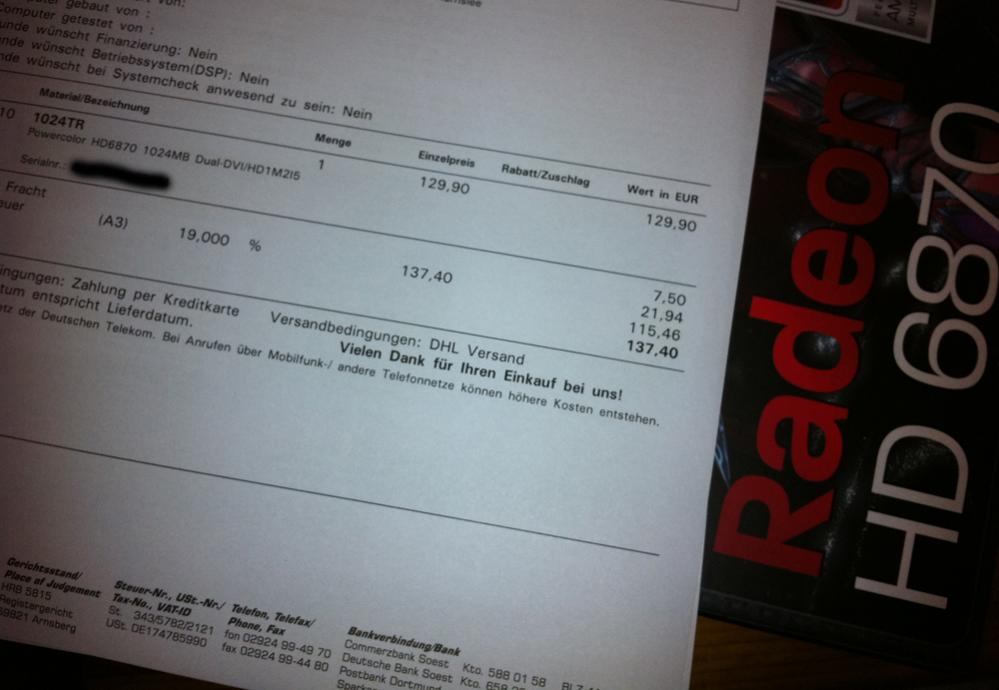 gebaut von :
Computer getestet von :
wünscht Finanzierung: Nein
wünscht Betriebssystem(DSP): Nein
wünscht bei Systemcheck anwesend zu sein: Nein
Material/Bezeichnung Menge Einzelpreis Rabatt/Zuschlag Wert in EUR
10 1024TR 1 129,90 129,90
Powercolor HD6870 1024MB Dual-DVI/HD1M2I5
Serialnr.:
Fracht 7,50
(A3) 19,000 % 137,40 21,94
115,46
137,40
Zahlung per Kreditkarte Versandbedingungen: DHL Versand
entspricht Lieferdatum.
Vielen Dank für Ihren Einkauf bei uns!
der Deutschen Telekom. Bei Anrufen über Mobilfunk-/ andere Telefonnetze können höhere Kosten entstehen.
Gerichtsstand/
Place of Judgement
HRB 5815
Registergericht
59821 Arnsberg
Steuer-Nr., USt.-Nr./
Tax-No., VAT-ID
St. 343/5782/2121
USt. DE174785990
Telefon, Telefax/
Phone, Fax
fon 02924 99-49 70
fax 02924 99-44 80
Bankverbindung/Bank
Commerzbank Soest Kto. 588 01 58 BLZ
Deutsche Bank Soest Kto.
Postbank Dortmund
Radeon
HD 6870